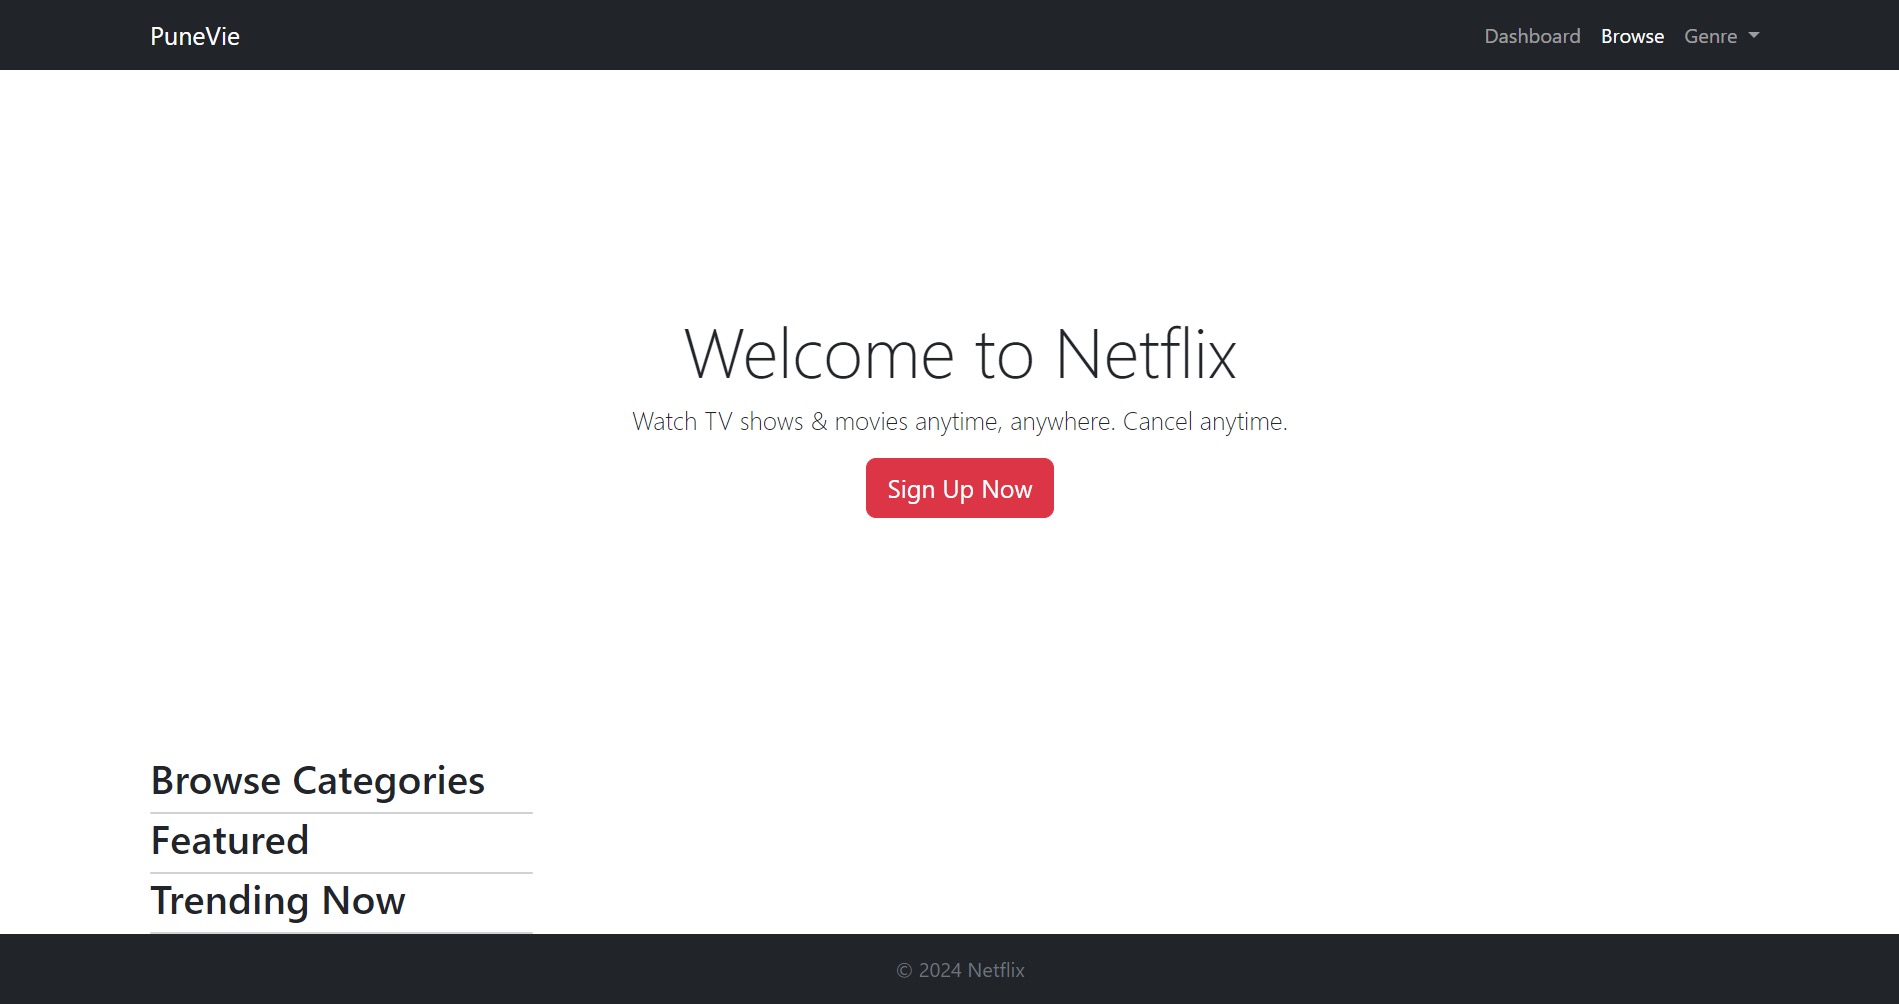 PuneVie
Dashboard Browse Genre
Welcome to Netflix
Watch TV shows & movies anytime, anywhere. Cancel anytime.
Sign Up Now
Browse Categories
Featured
Trending Now
© 2024 Netflix